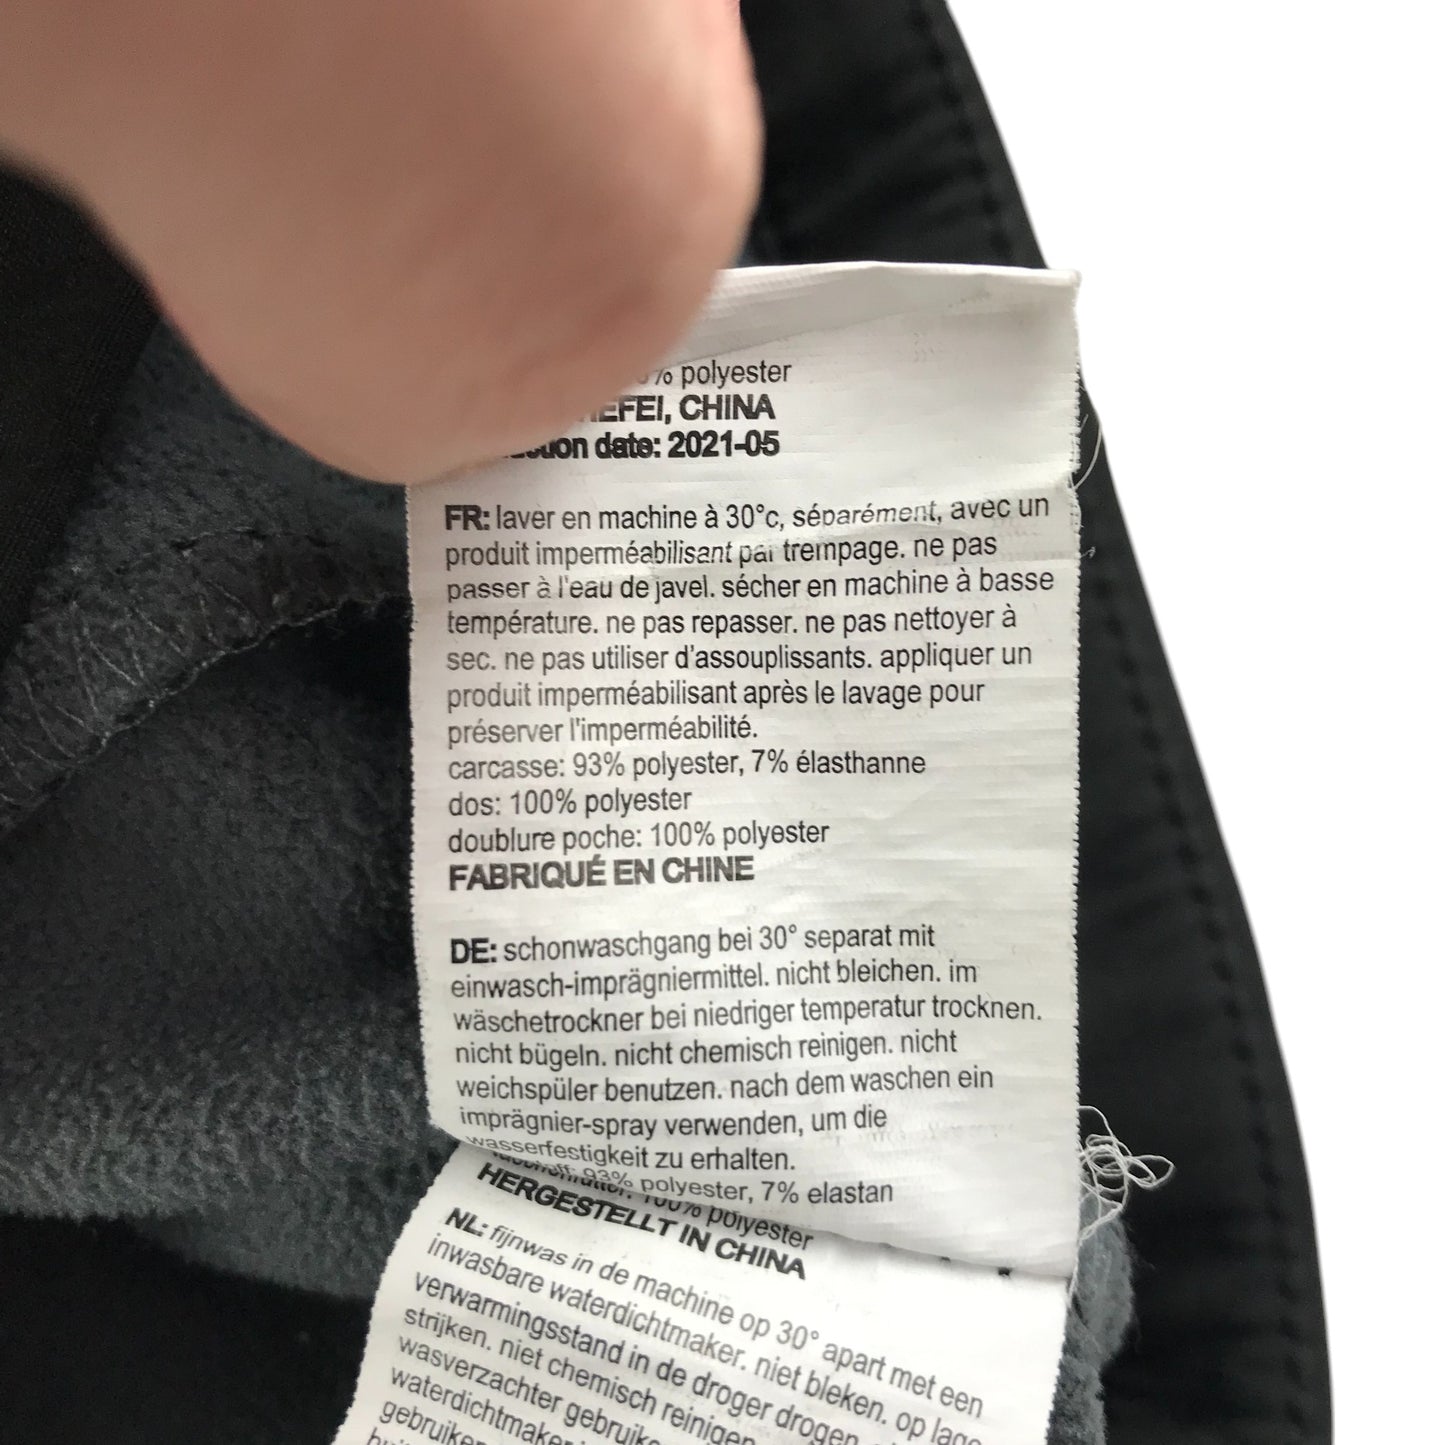 % polyester
HEFEI, CHINA
date: 2021-05
FR: laver en machine à 30°c, séparément, avec un
produit imperméabilisant par trempage. ne pas
passer à l'eau de javel. sécher en machine à basse
température. ne pas repasser. ne pas nettoyer à
sec. ne pas utiliser d'assouplissants. appliquer un
produit imperméabilisant après le lavage pour
préserver l'imperméabilité.
carcasse: 93% polyester, 7% élasthanne
dos: 100% polyester
doublure poche: 100% polyester
FABRIQUÉ EN CHINE
DE: schonwaschgang bei 30° separat mit
einwasch-imprägniermittel. nicht bleichen. im
wäschetrockner bei niedriger temperatur trocknen.
nicht bügeln. nicht chemisch reinigen. nicht
weichspüler benutzen. nach dem waschen ein
imprägnier-spray verwenden, um die
wasserfestigkeit zu erhalten.
93% polyester, 7% elastan
100% polyester
HERGESTELLT IN CHINA
NL: fijnwas in de machine op 30° apart met een
inwasbare waterdichtmaker. niet bleken. op lage
verwarmingsstand in de droger drogen.
strijken. niet chemisch reinigen
wasverzachter